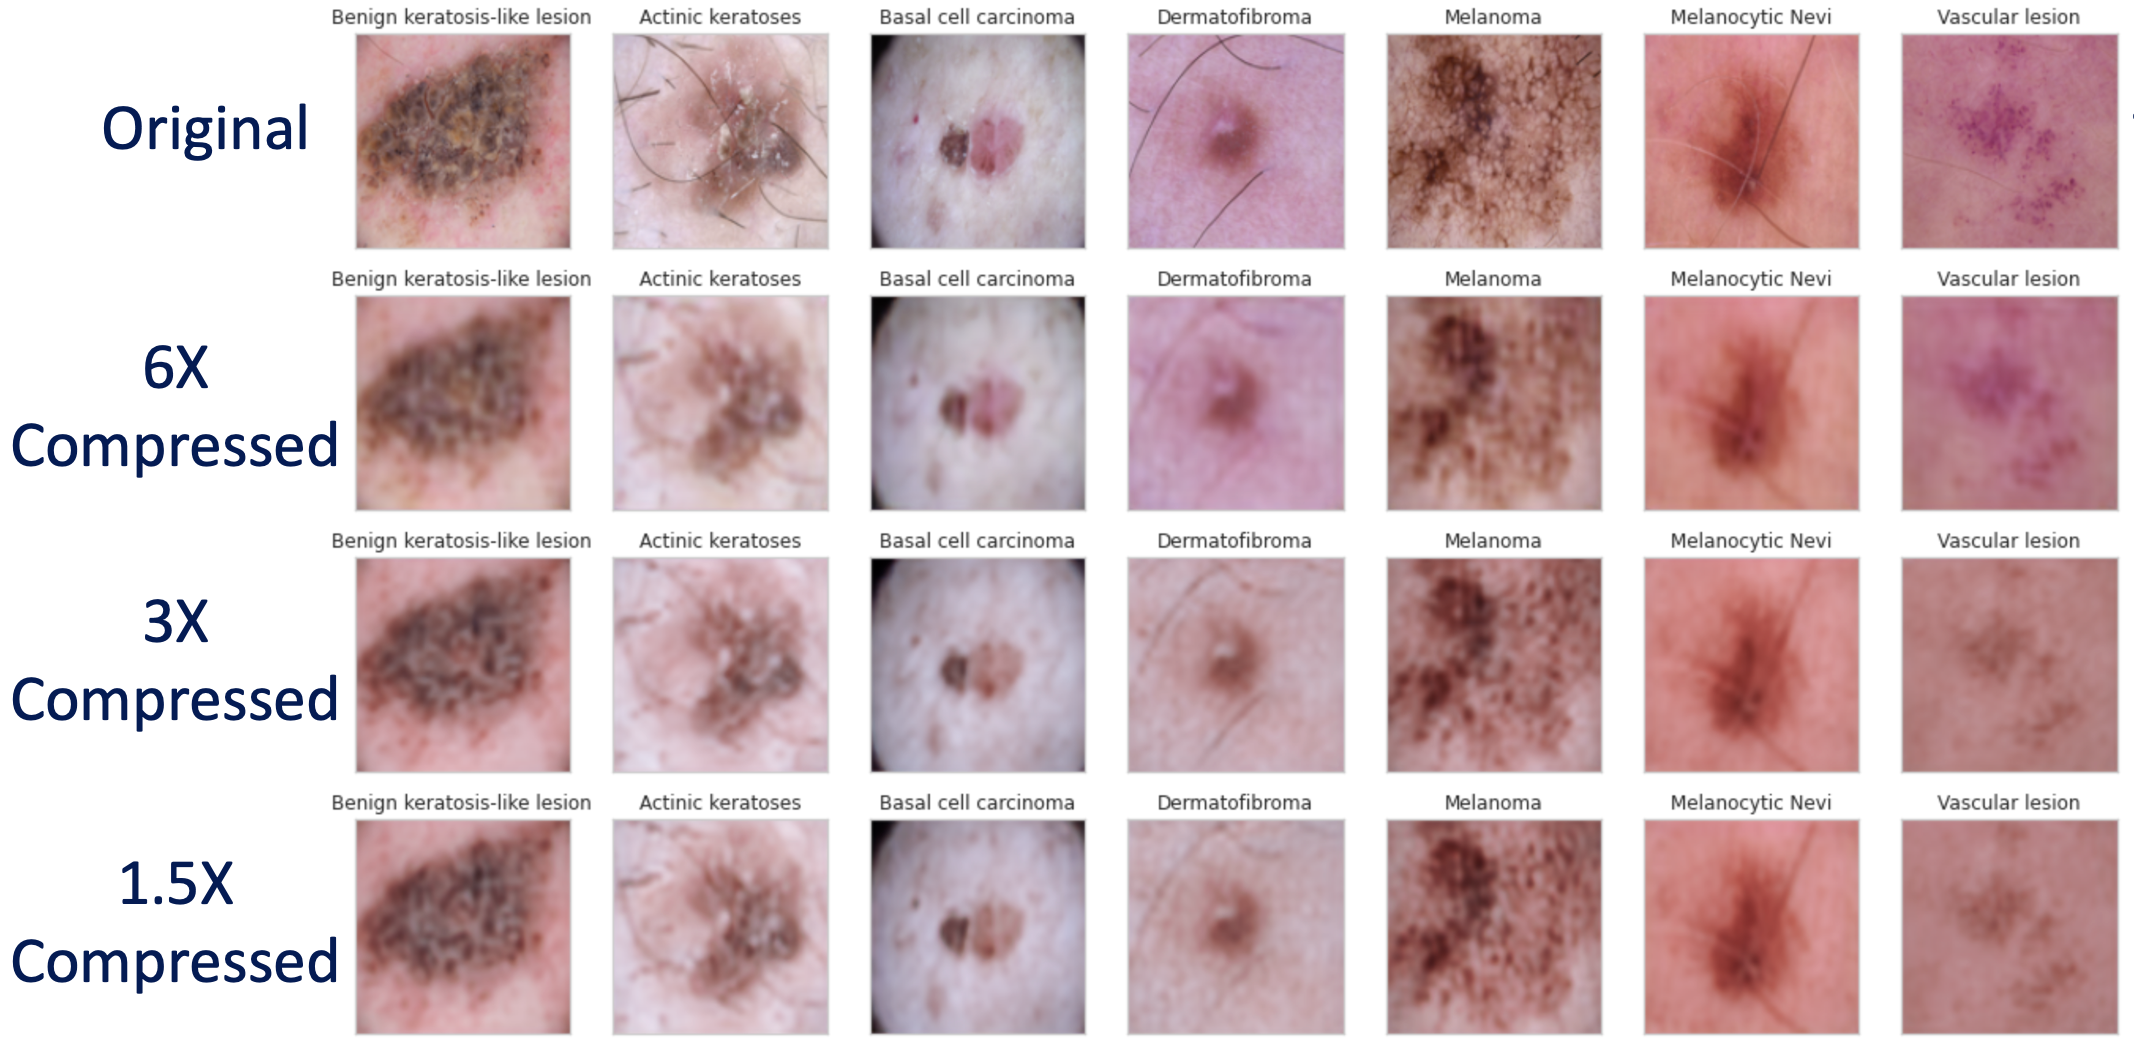 Benign keratosis-like lesion Actinic keratoses Basal cell carcinoma Dermatofibroma Melanoma Melanocytic Nevi Vascular lesion
Original
Benign keratosis-like lesion Actinic keratoses Basal cell carcinoma Dermatofibroma Melanoma Melanocytic Nevi Vascular lesion
6X
Compressed
Benign keratosis-like lesion Actinic keratoses Basal cell carcinoma Dermatofibroma Melanoma Melanocytic Nevi Vascular lesion
3X
Compressed
Benign keratosis-like lesion Actinic keratoses Basal cell carcinoma Dermatofibroma Melanoma Melanocytic Nevi Vascular lesion
1.5X
Compressed